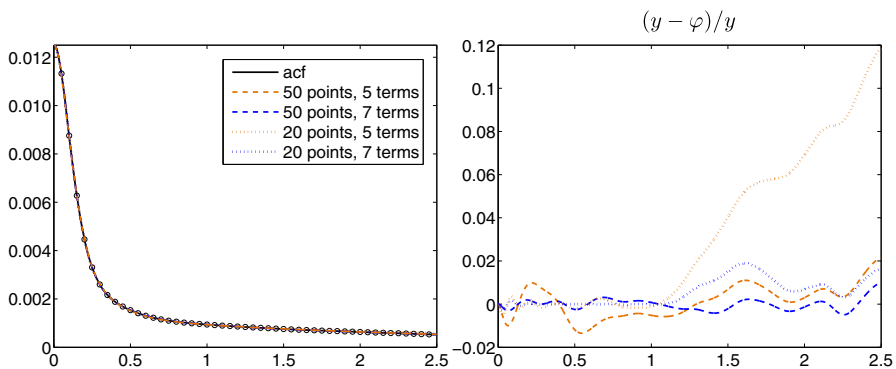 (y − φ)/y
0.012
0.010
0.008
0.006
0.004
0.002
0
0 0.5 1 1.5 2 2.5
acf
50 points, 5 terms
50 points, 7 terms
20 points, 5 terms
20 points, 7 terms
0.12
0.1
0.08
0.06
0.04
0.02
0
−0.02
0 0.5 1 1.5 2 2.5